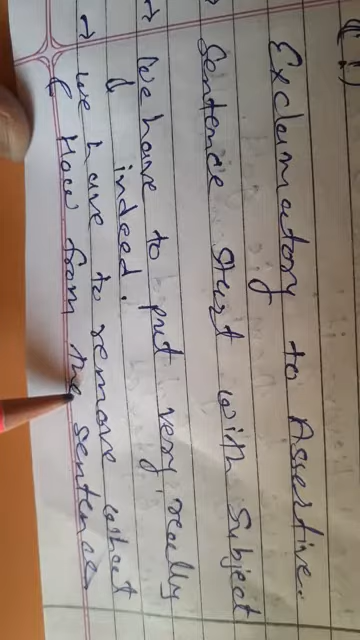 (11)
Exclamatory to Assertive.
→ Sentence start with Subject
→ We have to put very really
& indeed.
→ we have to remove what
& How from the sentences